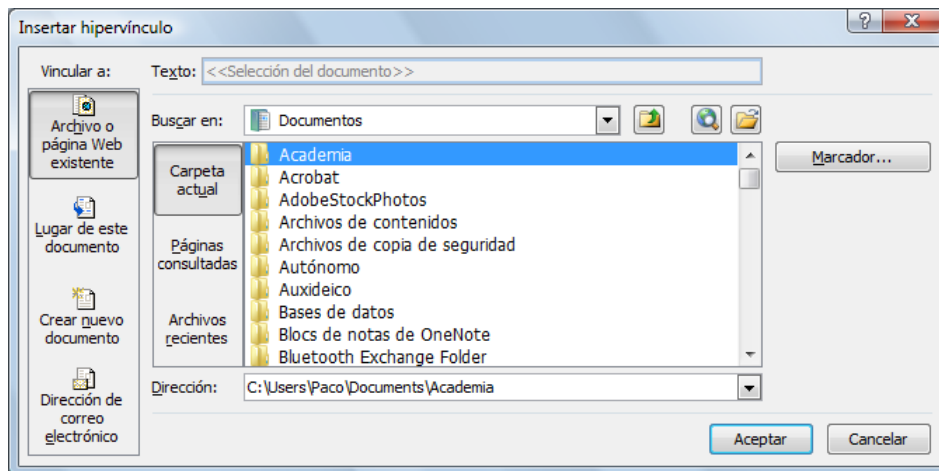 Insertar hipervínculo
Vincular a:
Texto: <<Selección del documento>>
Archivo o
página Web
existente
Lugar de este
documento
Crear nuevo
documento
Dirección de
correo
electrónico
Buscar en:
Documentos
Carpeta
actual
Páginas
consultadas
Archivos
recientes
Academia
Acrobat
AdobeStockPhotos
Archivos de contenidos
Archivos de copia de seguridad
Autónomo
Auxideico
Bases de datos
Blocs de notas de OneNote
Bluetooth Exchange Folder
Marcador...
Dirección: C:\Users\Paco\Documents\Academia
Aceptar Cancelar